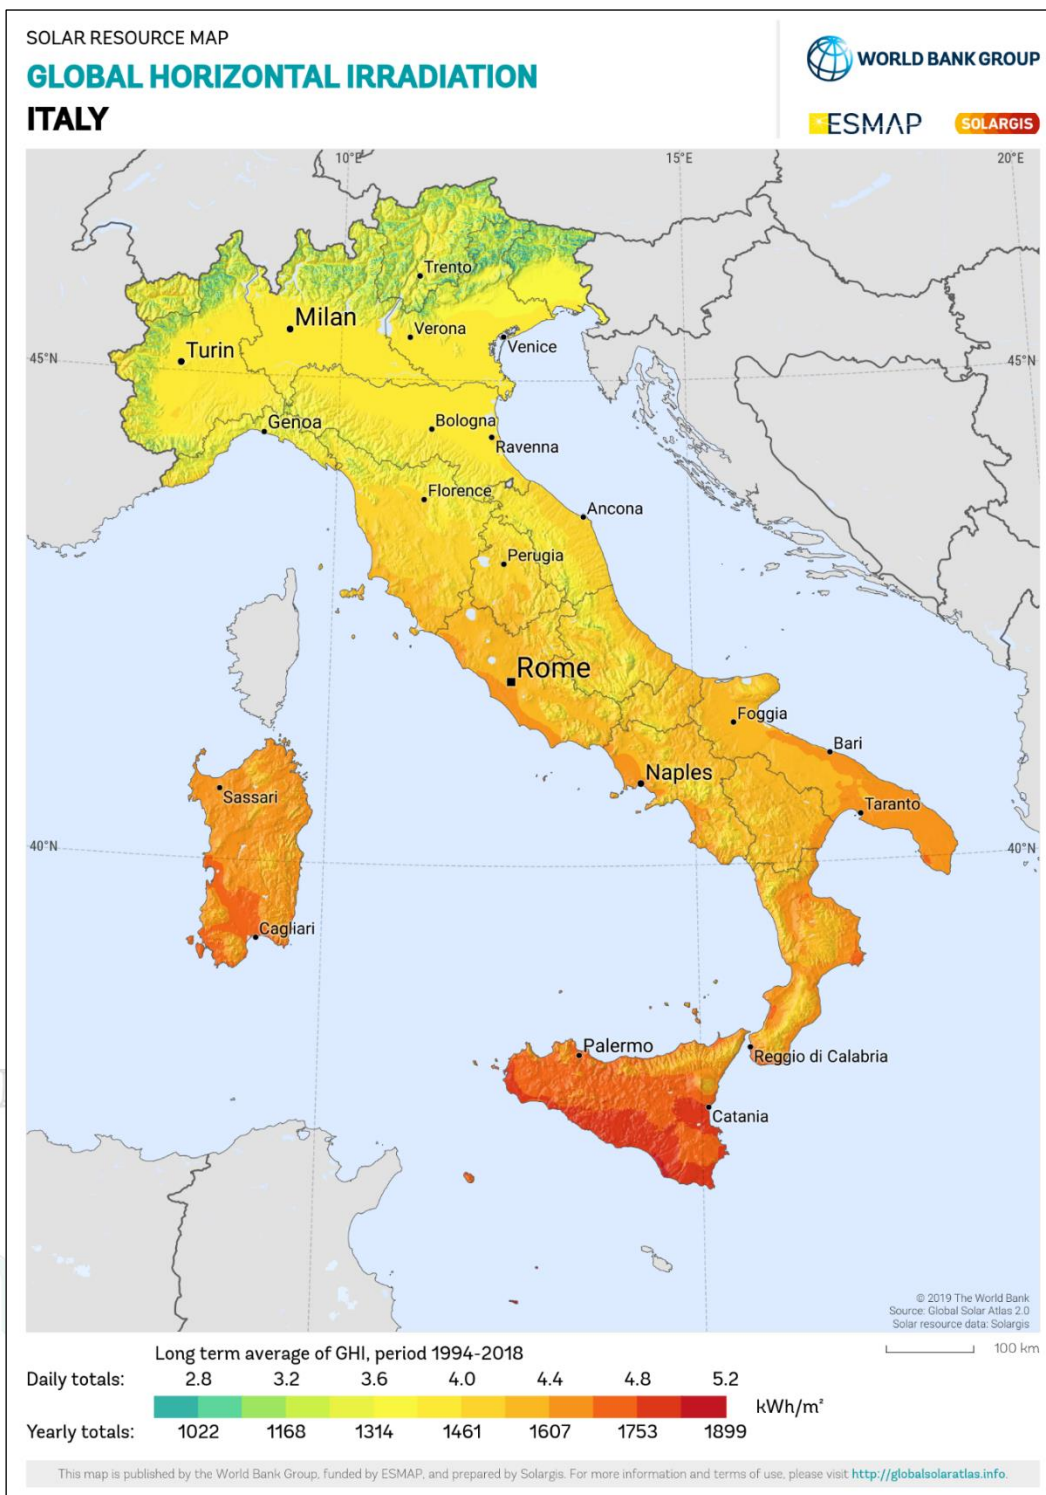 SOLAR RESOURCE MAP
GLOBAL HORIZONTAL IRRADIATION
ITALY
WORLD BANK GROUP
ESMAP
SOLARGIS
10°E
15°E
20°E
Trento
Milan
Verona
Venice
Turin
45°N
45°N
Genoa
Bologna
Ravenna
Florence
Ancona
Perugia
Rome
Foggia
Bari
Naples
Sassari
Taranto
40°N
40°N
Cagliari
Palermo
Reggio di Calabria
Catania
© 2019 The World Bank
Source: Global Solar Atlas 2.0
Solar resource data: Solargis
100 km
Long term average of GHI, period 1994-2018
Daily totals: 2.8 3.2 3.6 4.0 4.4 4.8 5.2
kWh/m²
Yearly totals: 1022 1168 1314 1461 1607 1753 1899
This map is published by the World Bank Group, funded by ESMAP, and prepared by Solargis. For more information and terms of use, please visit http://globalsolaratlas.info.